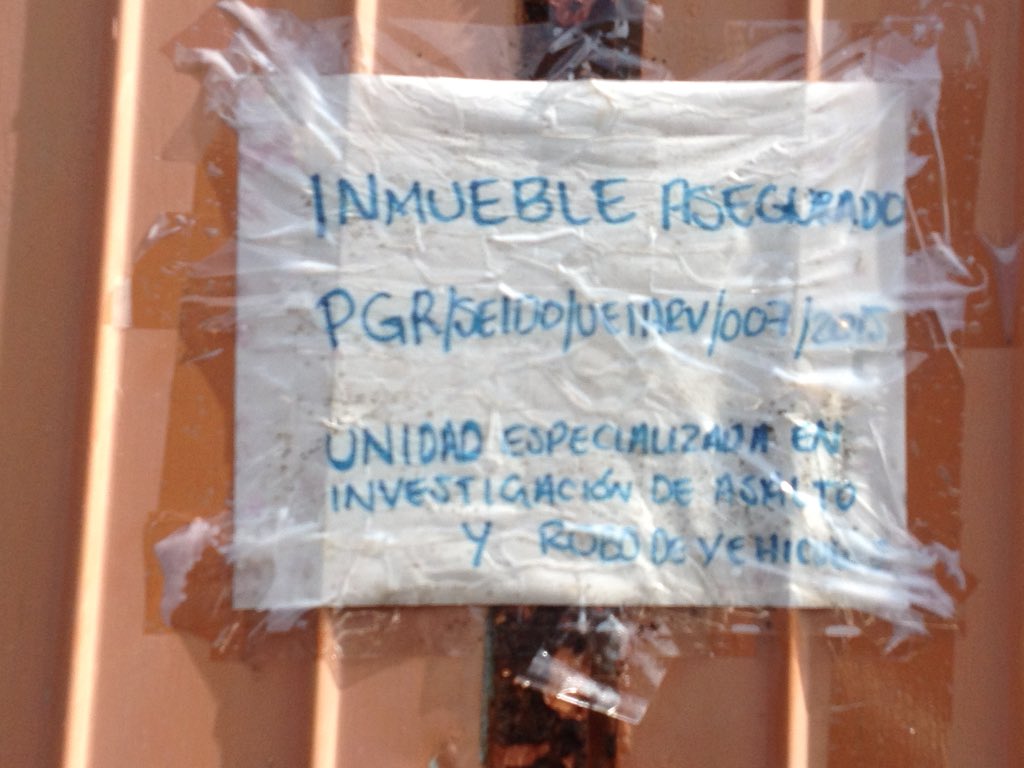 INMUEBLE ASEGURADO
PGR/SEIDO/UEIARV/007/2015
UNIDAD ESPECIALIZADA EN
INVESTIGACIÓN DE ASALTO
Y ROBO DE VEHICULOS